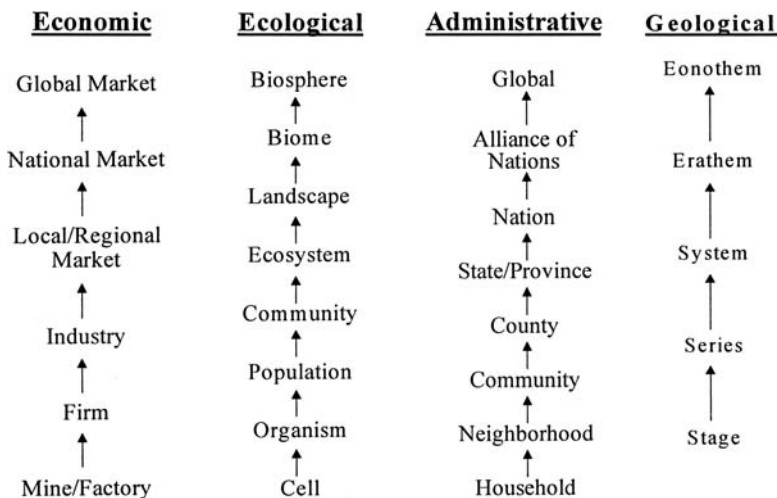 Economic
Global Market
National Market
Local/Regional
Market
Industry
Firm
Mine/Factory
Ecological
Biosphere
Biome
Landscape
Ecosystem
Community
Population
Organism
Cell
Administrative
Global
Alliance of
Nations
Nation
State/Province
County
Community
Neighborhood
Household
Geological
Eonothem
Erathem
System
Series
Stage